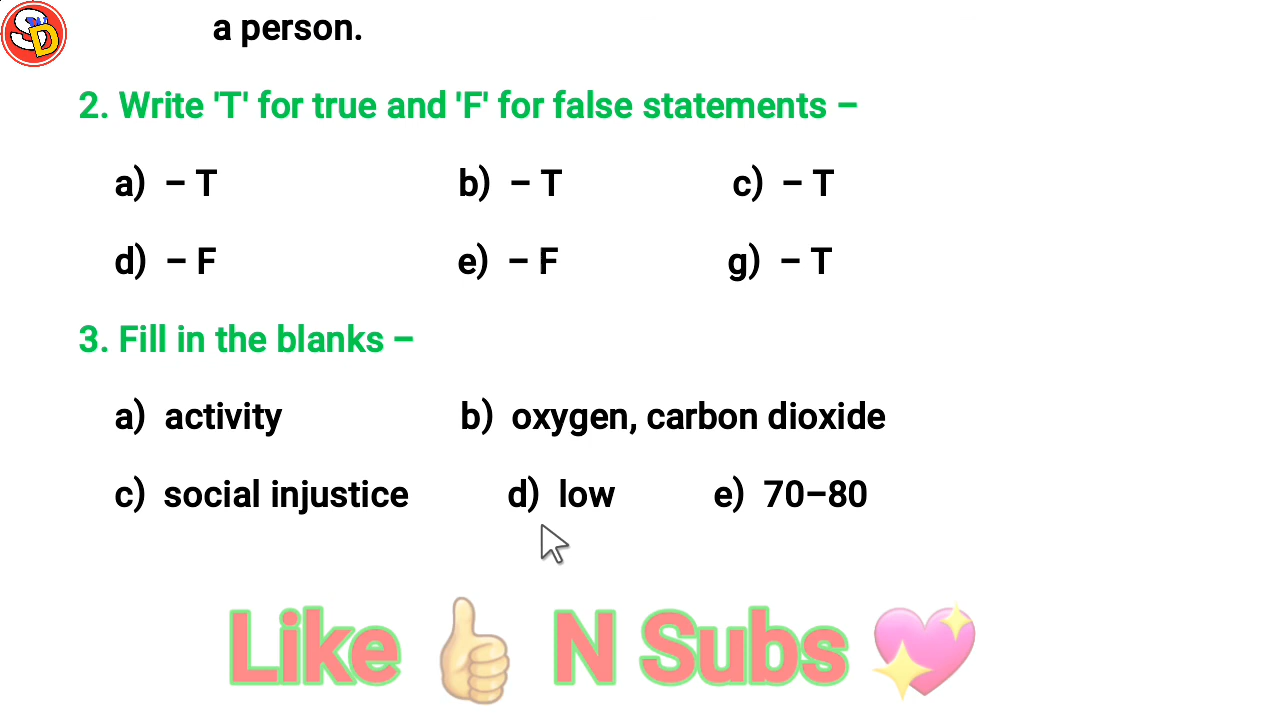 SD
a person.
2. Write 'T' for true and 'F' for false statements –
a) – T b) – T c) – T
d) – F e) – F g) – T
3. Fill in the blanks –
a) activity b) oxygen, carbon dioxide
c) social injustice d) low e) 70–80
Like 👍 N Subs 💖